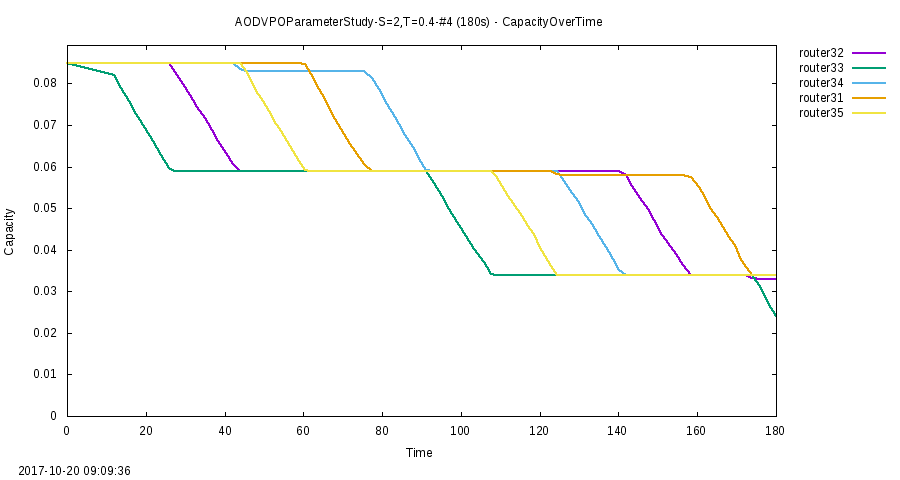 AODVPOParameterStudy-S=2,T=0.4-#4 (180s) - CapacityOverTime
router32
router33
router34
router31
router35
0.08
0.07
0.06
0.05
0.04
0.03
0.02
0.01
0
Capacity
0 20 40 60 80 100 120 140 160 180
Time
2017-10-20 09:09:36